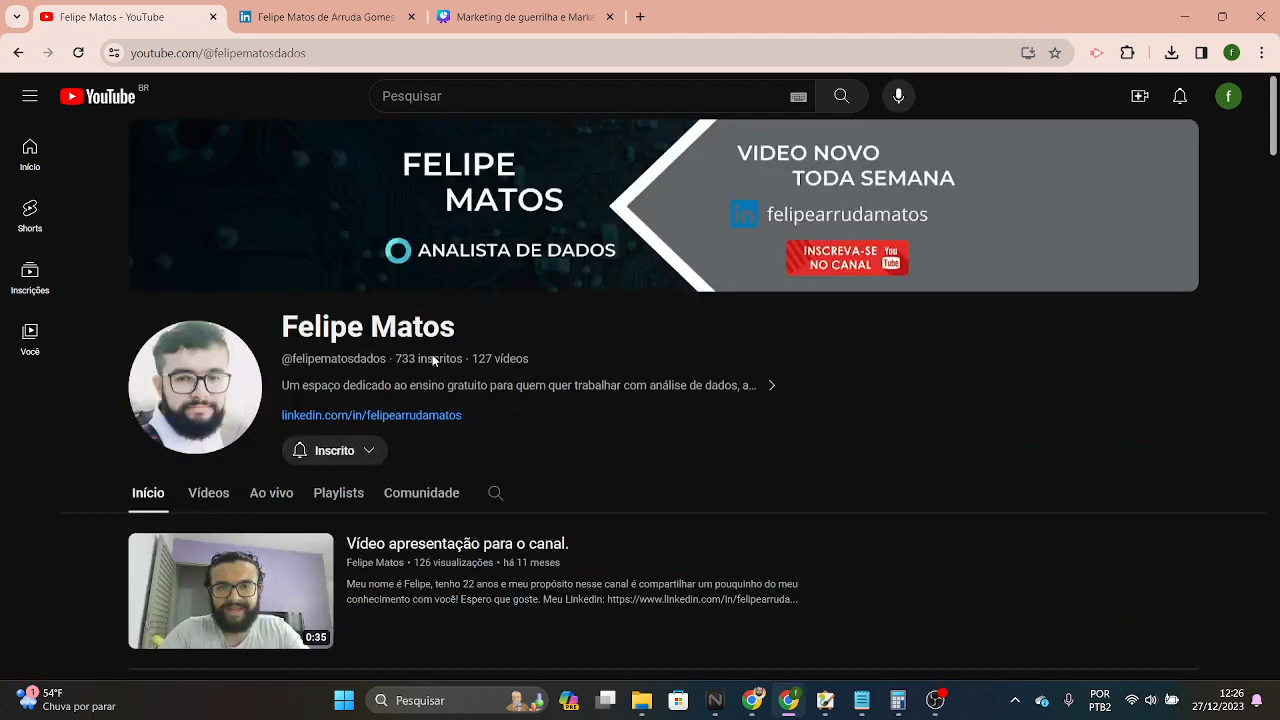 Felipe Matos - YouTube
Felipe Matos de Arruda Gomes
Marketing de guerrilha e Marke
youtube.com/@felipematosdados
f
YouTube
BR
Pesquisar
f
Início
Shorts
Inscrições
Você
FELIPE
MATOS
ANALISTA DE DADOS
VIDEO NOVO
TODA SEMANA
in felipearrudamatos
INSCREVA-SE
NO CANAL
You
Tube
Felipe Matos
@felipematosdados · 733 inscritos · 127 vídeos
Um espaço dedicado ao ensino gratuito para quem quer trabalhar com análise de dados, a...
linkedin.com/in/felipearrudamatos
Inscrito
Início Vídeos Ao vivo Playlists Comunidade
Vídeo apresentação para o canal.
Felipe Matos • 126 visualizações • há 11 meses
Meu nome é Felipe, tenho 22 anos e meu propósito nesse canal é compartilhar um pouquinho do meu
conhecimento com você! Espero que goste. Meu LInkedin: https://www.linkedin.com/in/felipearruda...
0:35
1
54°F
Chuva por parar
Pesquisar
POR
PTB2
12:26
27/12/2023